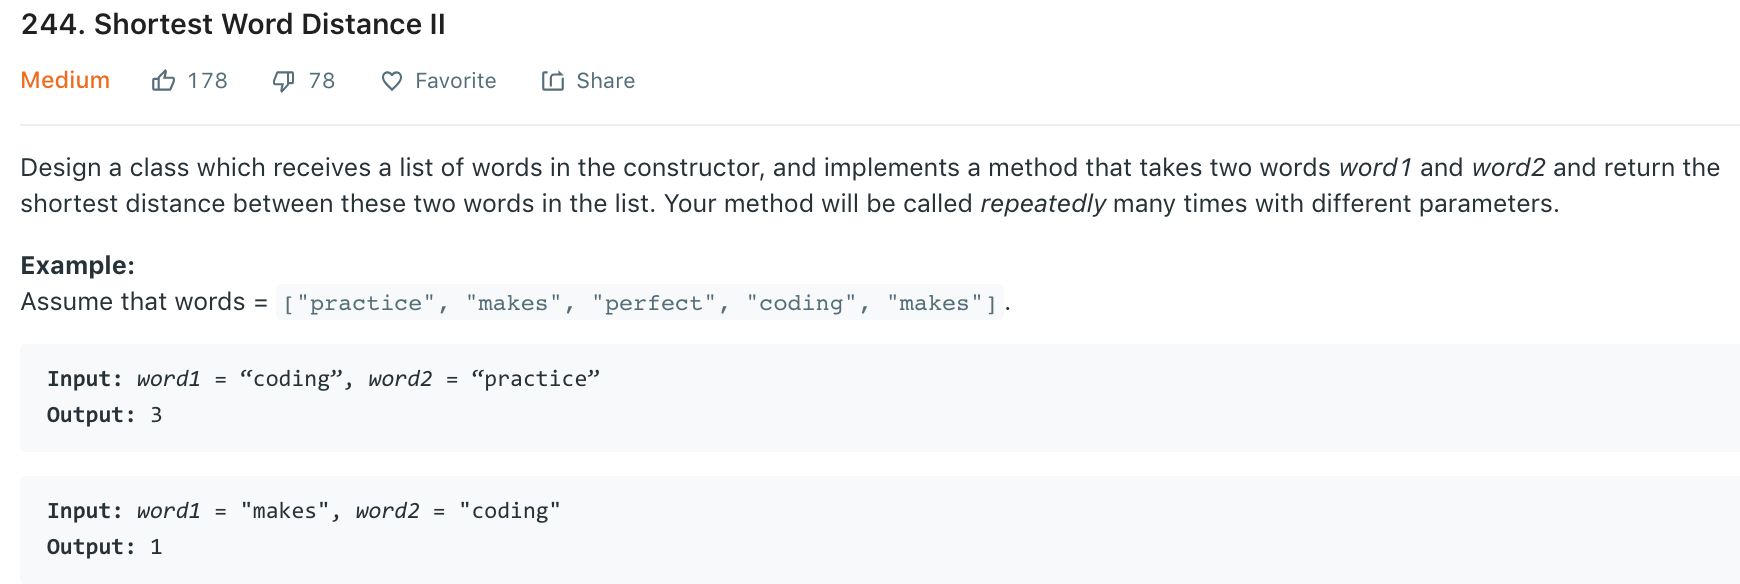 244. Shortest Word Distance II
Medium 178 78 Favorite Share
Design a class which receives a list of words in the constructor, and implements a method that takes two words word1 and word2 and return the
shortest distance between these two words in the list. Your method will be called repeatedly many times with different parameters.
Example:
Assume that words = ["practice", "makes", "perfect", "coding", "makes"].
Input: word1 = “coding”, word2 = “practice”
Output: 3
Input: word1 = "makes", word2 = "coding"
Output: 1